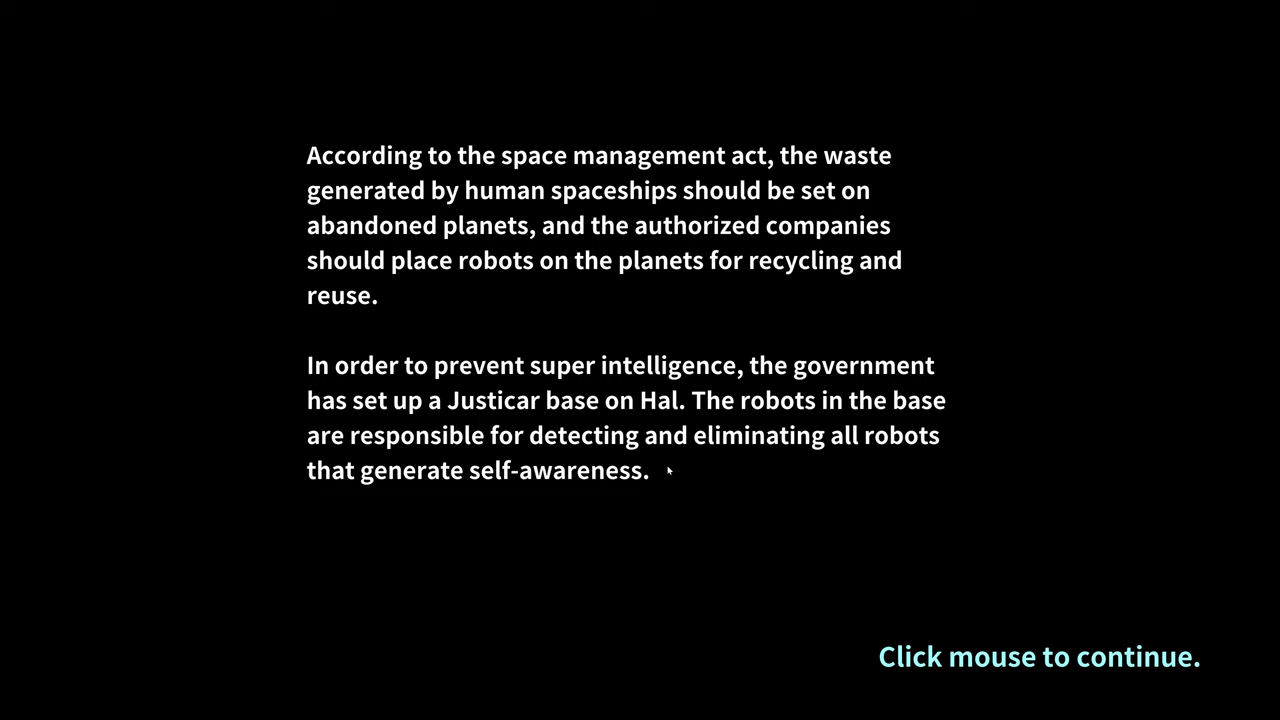 According to the space management act, the waste
generated by human spaceships should be set on
abandoned planets, and the authorized companies
should place robots on the planets for recycling and
reuse.
In order to prevent super intelligence, the government
has set up a Justicar base on Hal. The robots in the base
are responsible for detecting and eliminating all robots
that generate self-awareness.
Click mouse to continue.